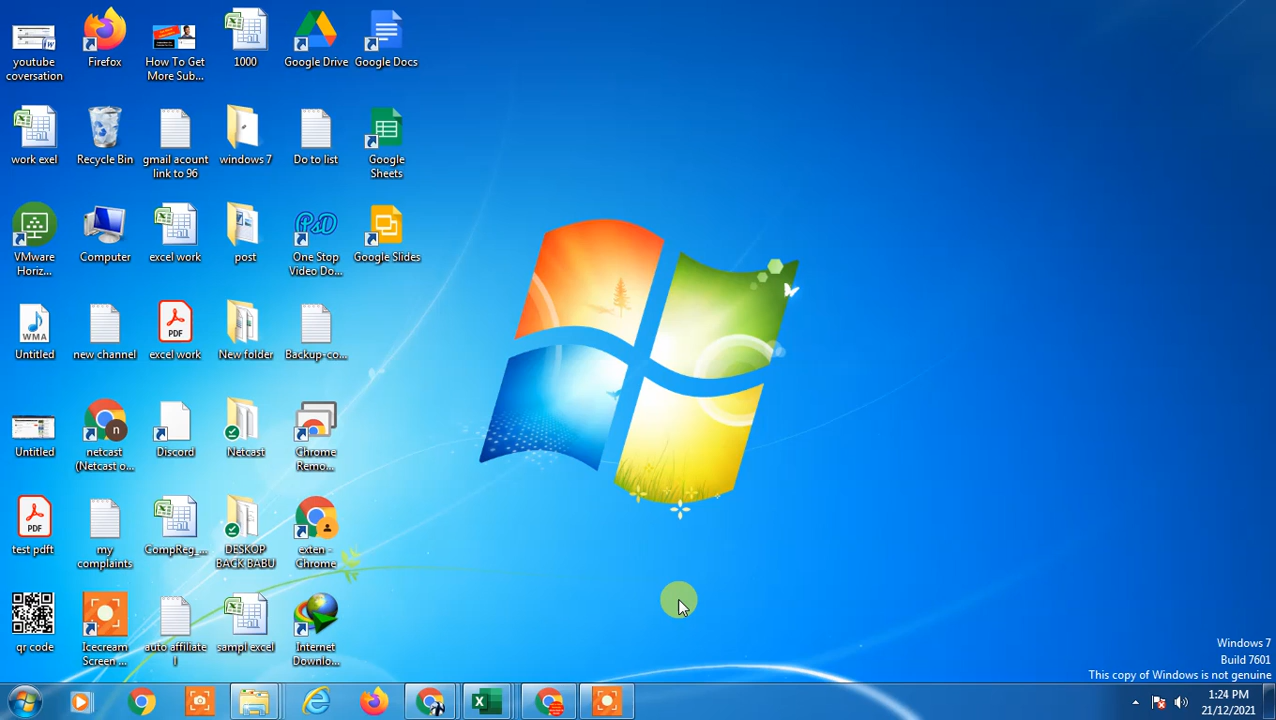 youtube
coversation
Firefox
How To Get
More Sub...
1000
Google Drive
Google Docs
work exel
Recycle Bin
gmail acount
link to 96
windows 7
Do to list
Google
Sheets
VMware
Horiz...
Computer
excel work
post
PSD
One Stop
Video Do...
Google Slides
WMA
Untitled
new channel
PDF
excel work
New folder
Backup-co...
Untitled
n
netcast
(Netcast o...
Discord
Netcast
Chrome
Remo...
PDF
test pdft
my
complaints
CompReg_...
DESKOP
BACK BABU
exten -
Chrome
qr code
Icecream
Screen ...
auto affiliate
l
sampl excel
Internet
Downlo...
Windows 7
Build 7601
This copy of Windows is not genuine
1:24 PM
21/12/2021